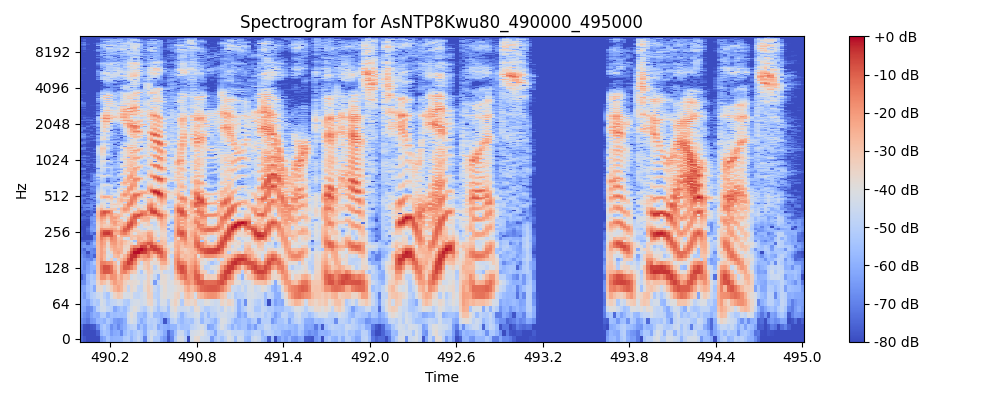 Spectrogram for AsNTP8Kwu80_490000_495000
Hz
8192
4096
2048
1024
512
256
128
64
0
490.2 490.8 491.4 492.0 492.6 493.2 493.8 494.4 495.0
Time
+0 dB
-10 dB
-20 dB
-30 dB
-40 dB
-50 dB
-60 dB
-70 dB
-80 dB